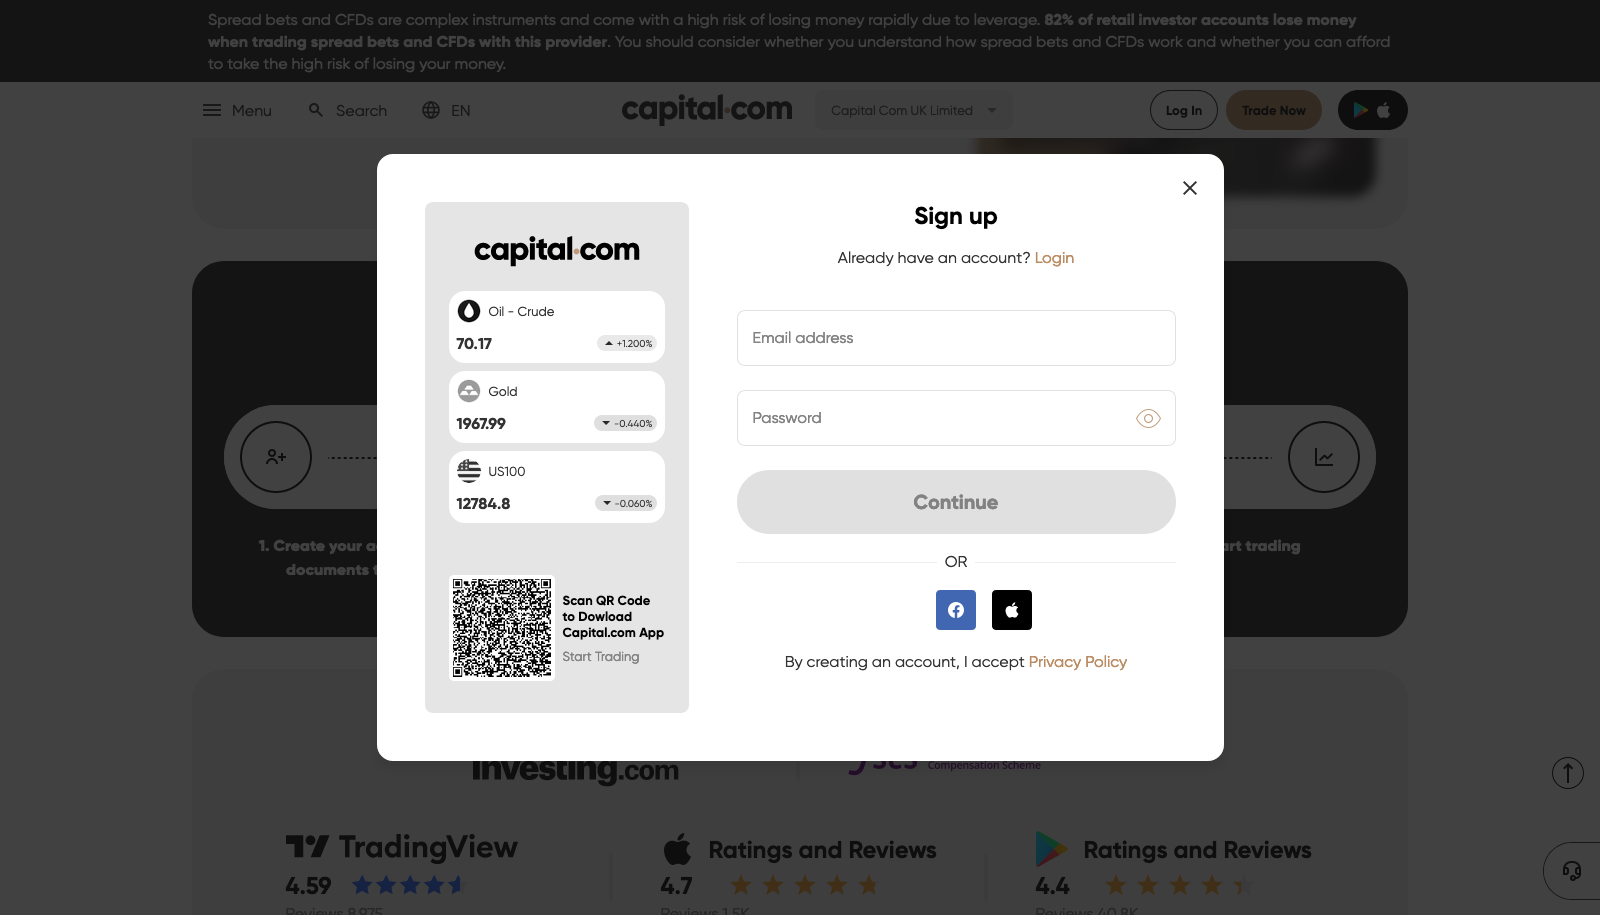 Spread bets and CFDs are complex instruments and come with a high risk of losing money rapidly due to leverage. 82% of retail investor accounts lose money
when trading spread bets and CFDs with this provider. You should consider whether you understand how spread bets and CFDs work and whether you can afford
to take the high risk of losing your money.
Menu
Search
EN
capital.com
Capital Com UK Limited
Log In
Trade Now
Sign up
Already have an account? Login
Email address
Password
Continue
OR
By creating an account, I accept Privacy Policy
capital.com
Oil - Crude
70.17
+1.200%
Gold
1967.99
-0.440%
US100
12784.8
-0.060%
Scan QR Code
to Dowload
Capital.com App
Start Trading
1. Create your
documents
trading
Investing.com
Compensation Scheme
TradingView
4.59
Reviews 8,975
Ratings and Reviews
4.7
Reviews 1.5K
Ratings and Reviews
4.4
Reviews 40.8K